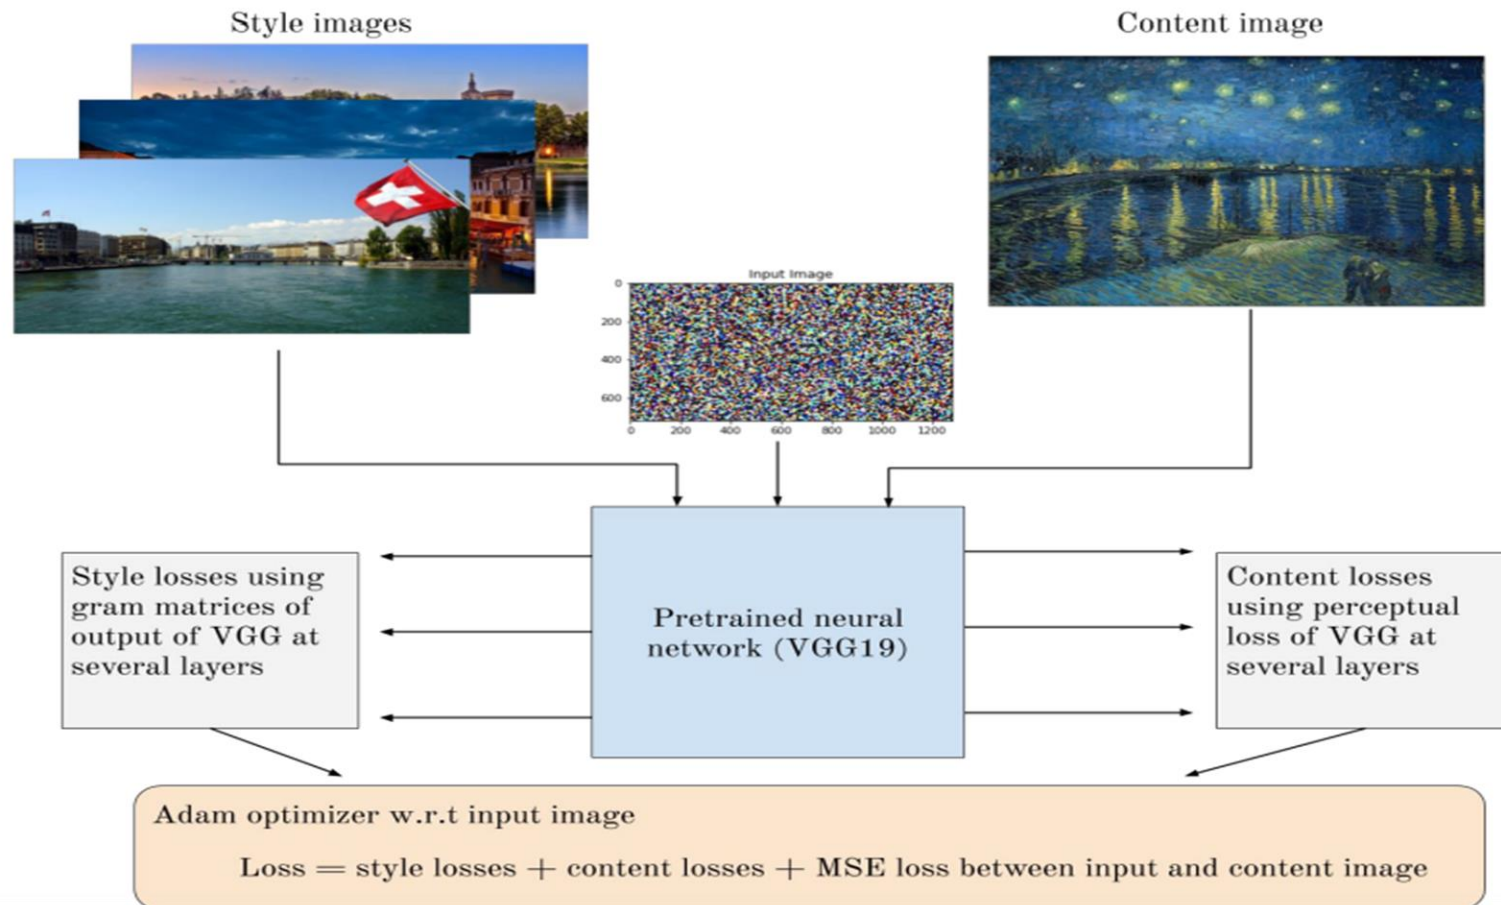 Style images
Content image
Input Image
0
200
400
600
0 200 400 600 800 1000 1200
Style losses using
gram matrices of
output of VGG at
several layers
Pretrained neural
network (VGG19)
Content losses
using perceptual
loss of VGG at
several layers
Adam optimizer w.r.t input image
Loss = style losses + content losses + MSE loss between input and content image